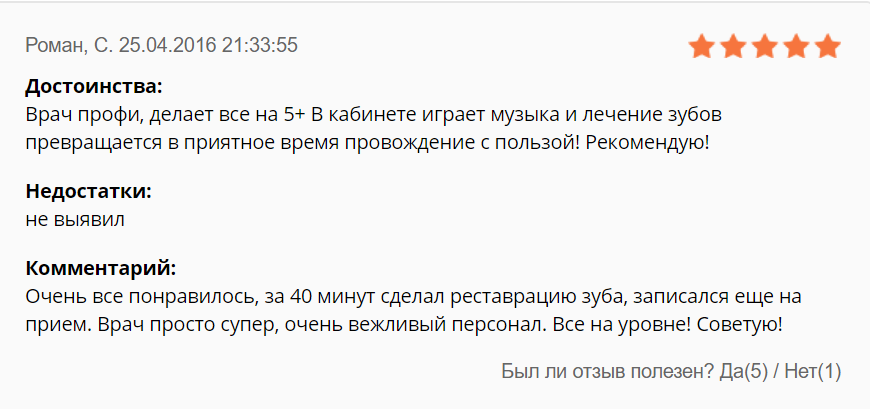 Роман, С. 25.04.2016 21:33:55
Достоинства:
Врач профи, делает все на 5+ В кабинете играет музыка и лечение зубов
превращается в приятное время провождение с пользой! Рекомендую!
Недостатки:
не выявил
Комментарий:
Очень все понравилось, за 40 минут сделал реставрацию зуба, записался еще на
прием. Врач просто супер, очень вежливый персонал. Все на уровне! Советую!
Был ли отзыв полезен? Да(5) / Нет(1)